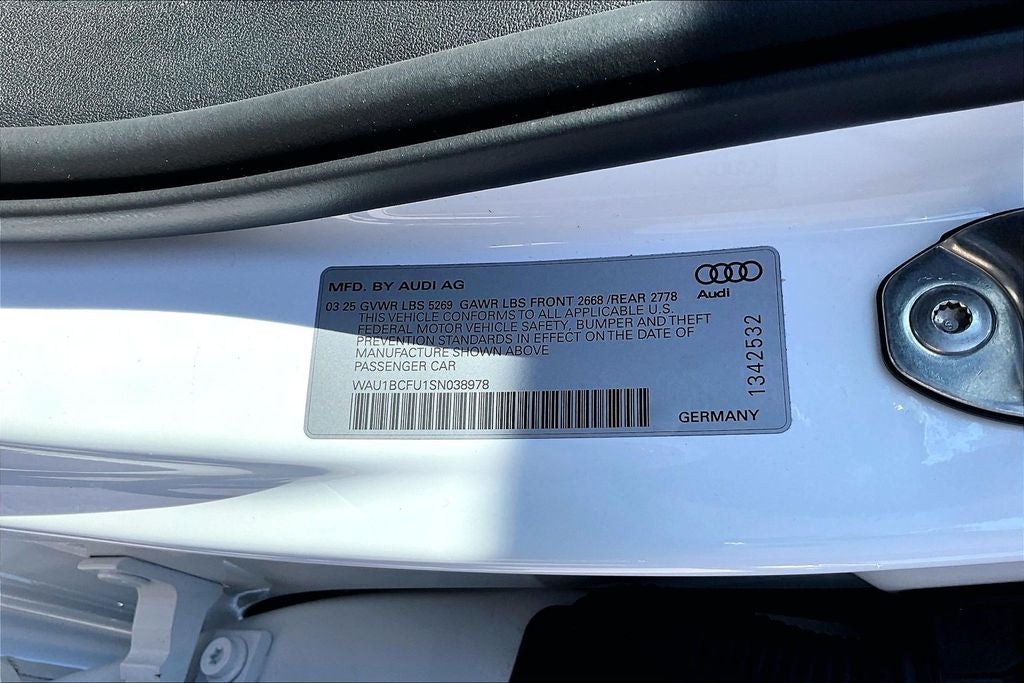 MFD. BY AUDI AG
Audi
03 25 GVWR LBS 5269 GAWR LBS FRONT 2668 /REAR 2778
THIS VEHICLE CONFORMS TO ALL APPLICABLE U.S.
FEDERAL MOTOR VEHICLE SAFETY, BUMPER AND THEFT
PREVENTION STANDARDS IN EFFECT ON THE DATE OF
MANUFACTURE SHOWN ABOVE
PASSENGER CAR
WAU1BCFU1SN038978
GERMANY
1342532